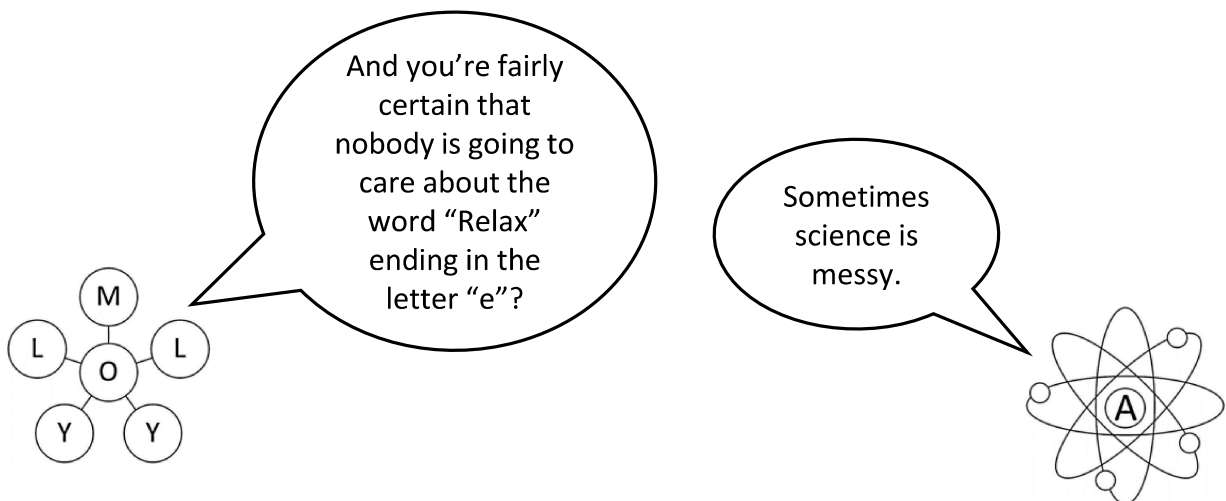 And you’re fairly
certain that
nobody is going to
care about the
word “Relax”
ending in the
letter “e”?
Sometimes
science is
messy.
M
L
L
O
Y
Y
A